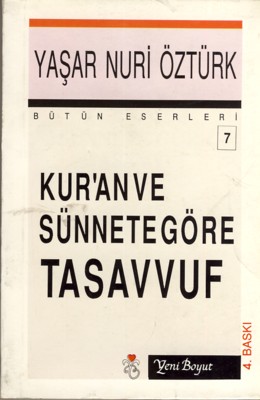 YAŞAR NURİ ÖZTÜRK
BÜTÜN ESERLERİ
7
KUR'AN VE
SÜNNETE GÖRE
TASAVVUF
Yeni Boyut
4. BASKI